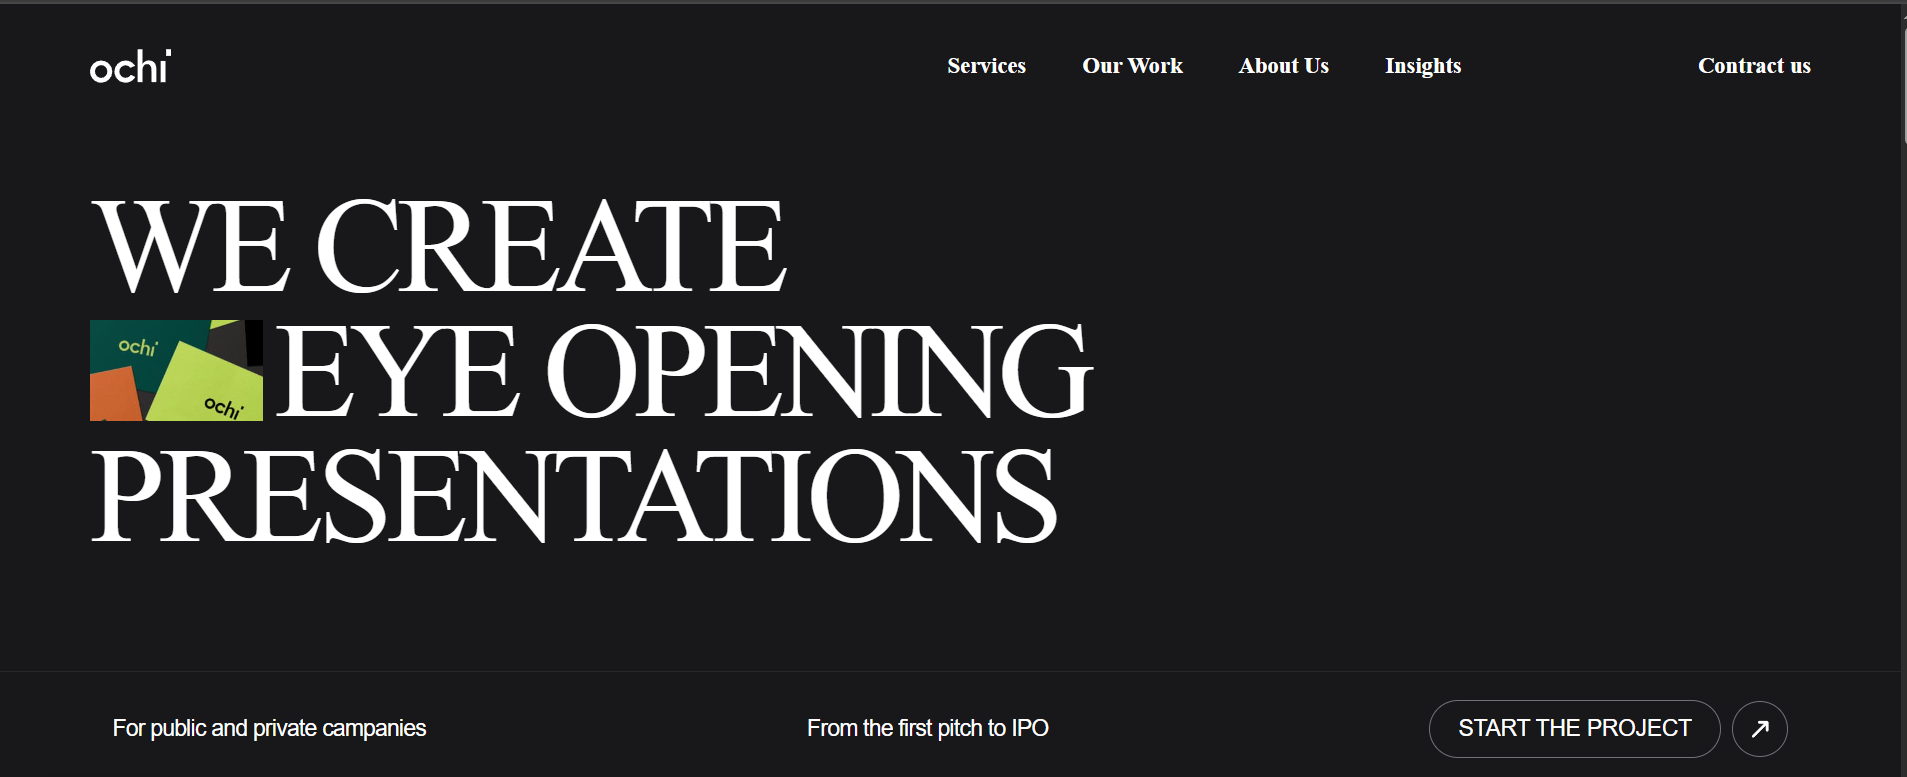 ochi
Services Our Work About Us Insights Contract us
WE CREATE
ochi
ochi
EYE OPENING
PRESENTATIONS
For public and private campanies From the first pitch to IPO START THE PROJECT